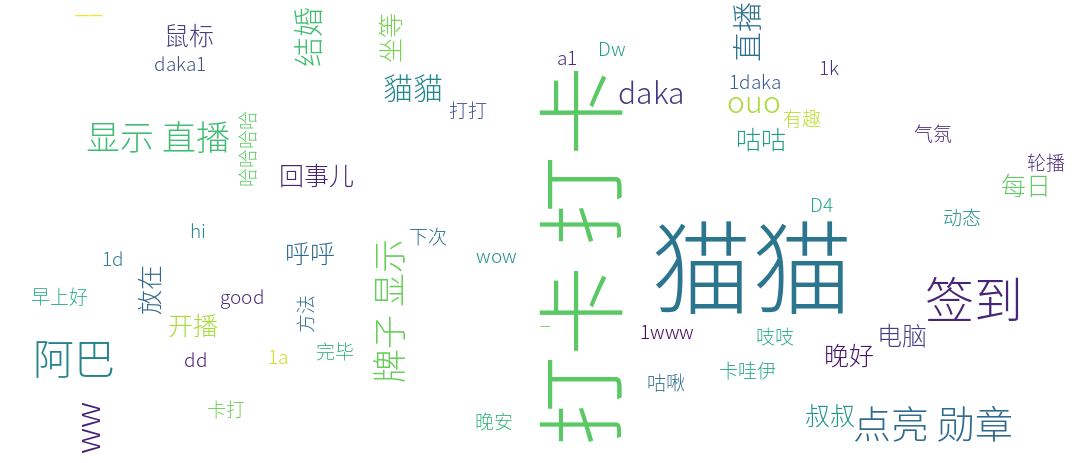 一一
鼠标
daka1
结婚
坐等
貓貓
打打
Dw
a1
daka
直播
1daka
1k
ouo
有趣
咕咕
气氛
轮播
每日
显示 直播
哈哈哈哈
回事儿
打卡 打卡
猫猫
D4
动态
hi
1d
早上好
放在
呼呼
good
方法
下次
wow
牌子 显示
签到
开播
阿巴
dd
1a
完毕
1www
吱吱
电脑
晚好
咕啾
卡哇伊
ww
卡打
晚安
叔叔
点亮 勋章